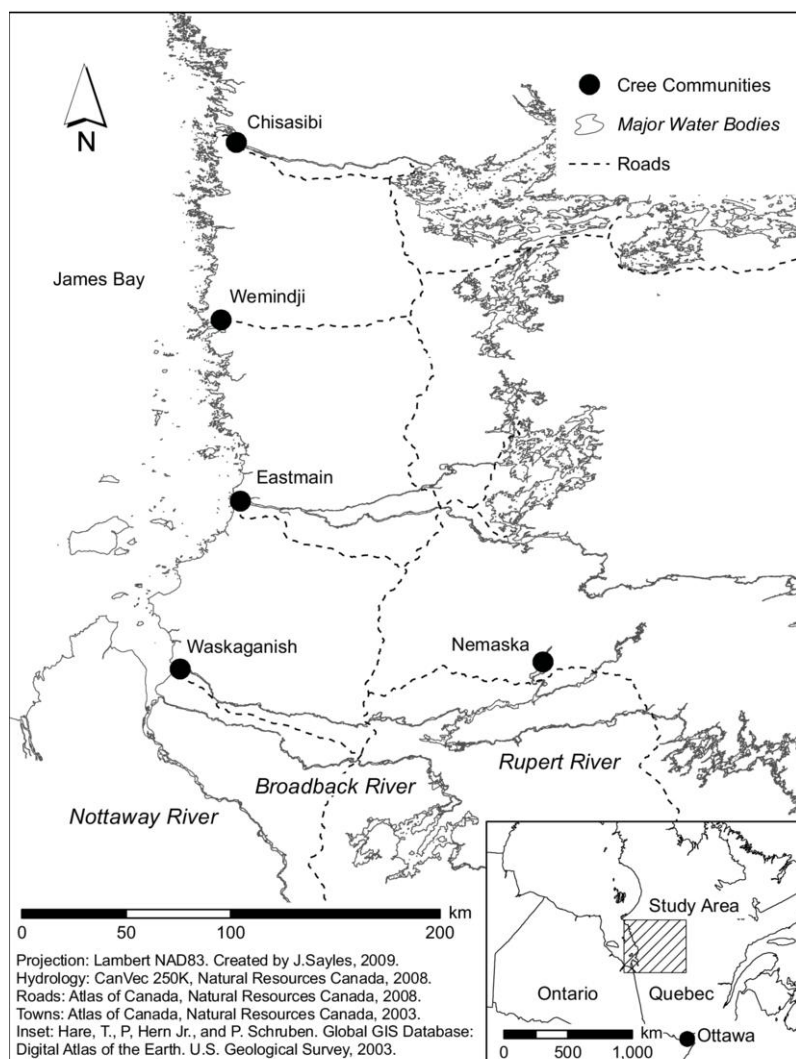 N
Cree Communities
Major Water Bodies
Roads
Chisasibi
James Bay
Wemindji
Eastmain
Waskaganish
Nemaska
Rupert River
Broadback River
Nottaway River
km
0 50 100 200
Projection: Lambert NAD83. Created by J.Sayles, 2009.
Hydrology: CanVec 250K, Natural Resources Canada, 2008.
Roads: Atlas of Canada, Natural Resources Canada, 2008.
Towns: Atlas of Canada, Natural Resources Canada, 2003.
Inset: Hare, T., P, Hern Jr., and P. Schruben. Global GIS Database:
Digital Atlas of the Earth. U.S. Geological Survey, 2003.
Study Area
Ontario
Quebec
km
0 500 1,000
Ottawa